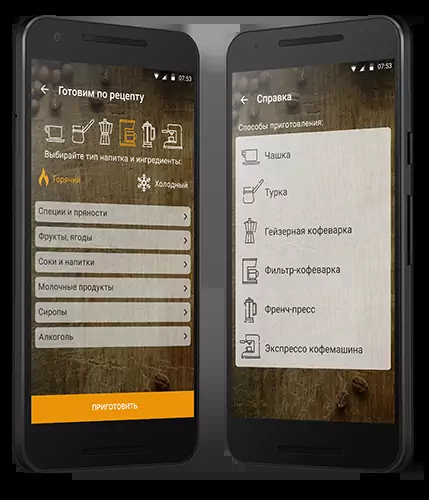 07:53
Готовим по рецепту
Выбирайте тип напитка и ингредиенты:
Горячий
Холодный
Специи и пряности
Фрукты, ягоды
Соки и напитки
Молочные продукты
Сиропы
Алкоголь
ПРИГОТОВИТЬ
07:53
Справка
Способы приготовления:
Чашка
Турка
Гейзерная кофеварка
Фильтр-кофеварка
Френч-пресс
Экспрессо кофемашина